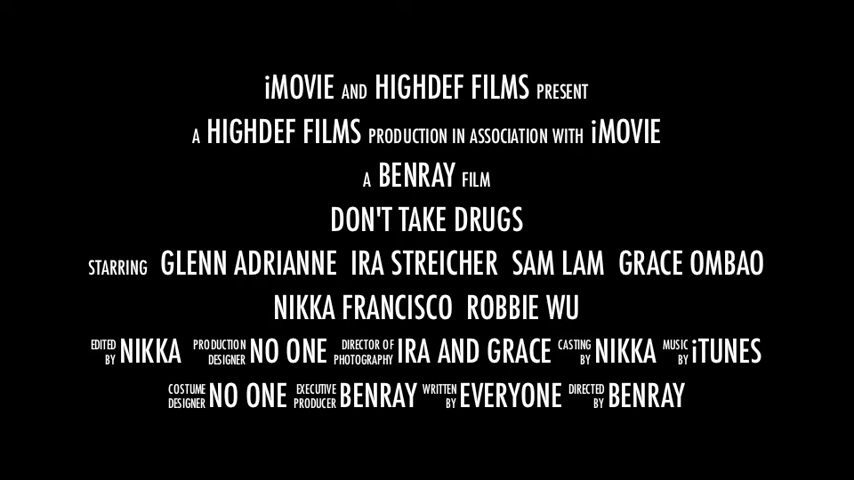 iMOVIE AND HIGHDEF FILMS PRESENT
A HIGHDEF FILMS PRODUCTION IN ASSOCIATION WITH iMOVIE
A BENRAY FILM
DON'T TAKE DRUGS
STARRING GLENN ADRIANNE IRA STREICHER SAM LAM GRACE OMBAO
NIKKA FRANCISCO ROBBIE WU
EDITED BY NIKKA PRODUCTION DESIGNER NO ONE DIRECTOR OF PHOTOGRAPHY IRA AND GRACE CASTING BY NIKKA MUSIC BY iTUNES
COSTUME DESIGNER NO ONE EXECUTIVE PRODUCER BENRAY WRITTEN BY EVERYONE DIRECTED BY BENRAY